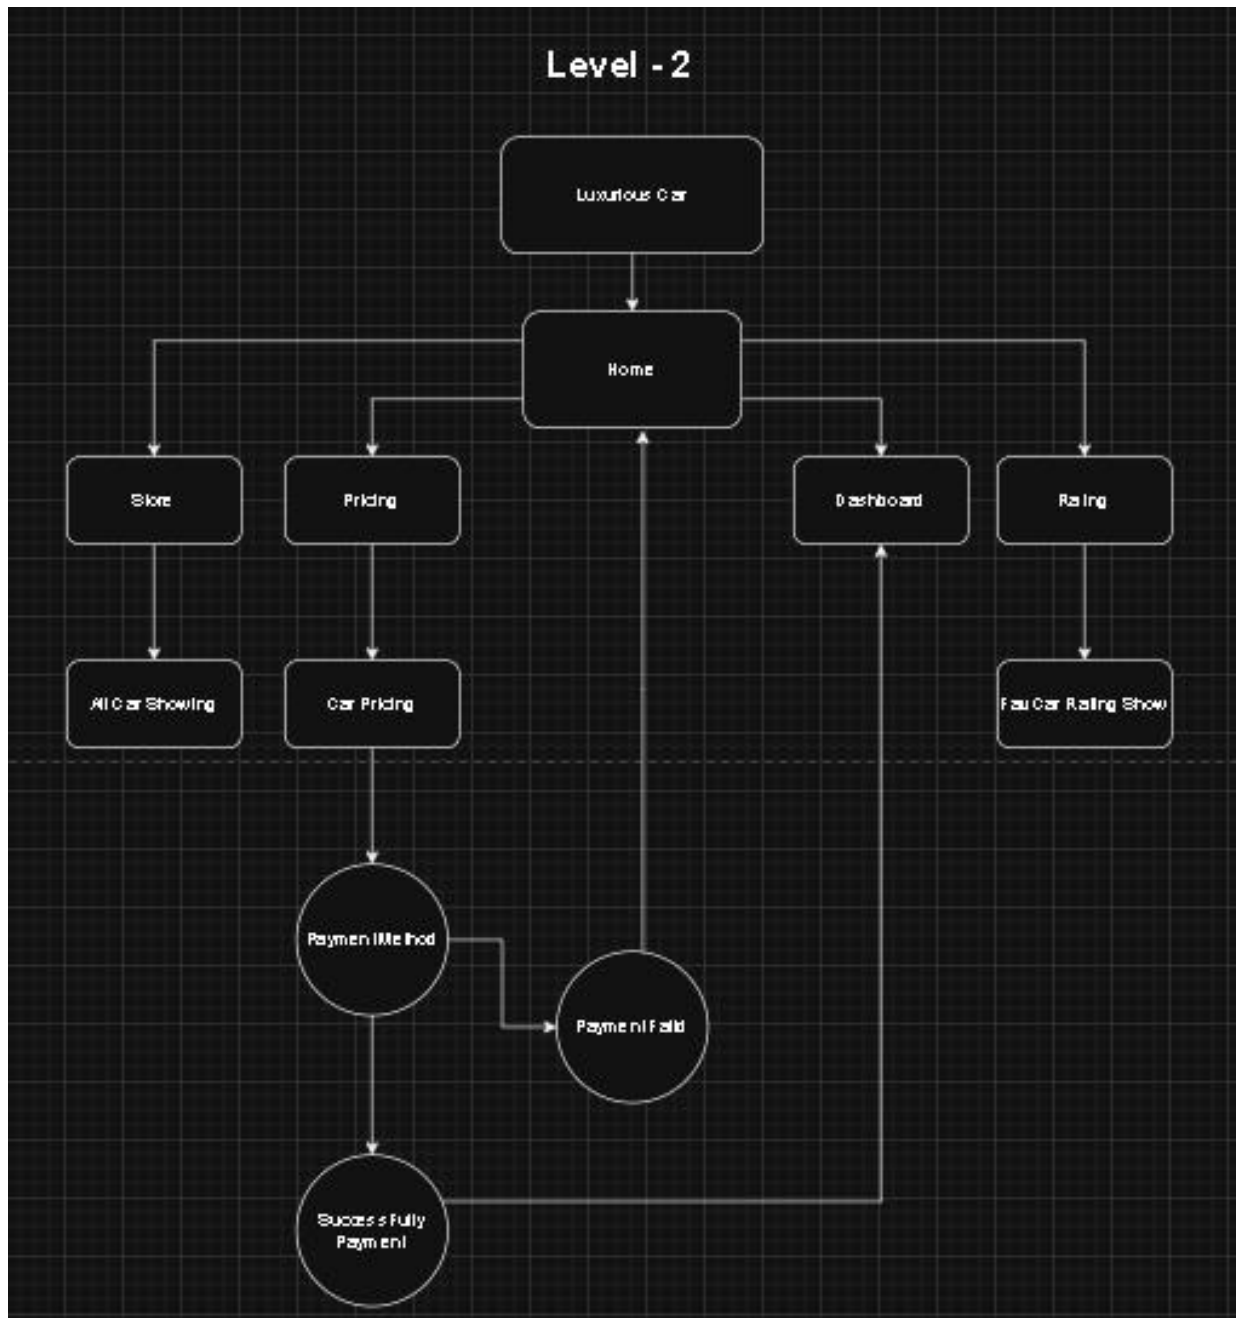 Level - 2
Luxurious Car
Home
Store
Pricing
Dashboard
Rating
All Car Showing
Car Pricing
Car Rating Show
Payment Method
Payment Faild
Successfully
Payment